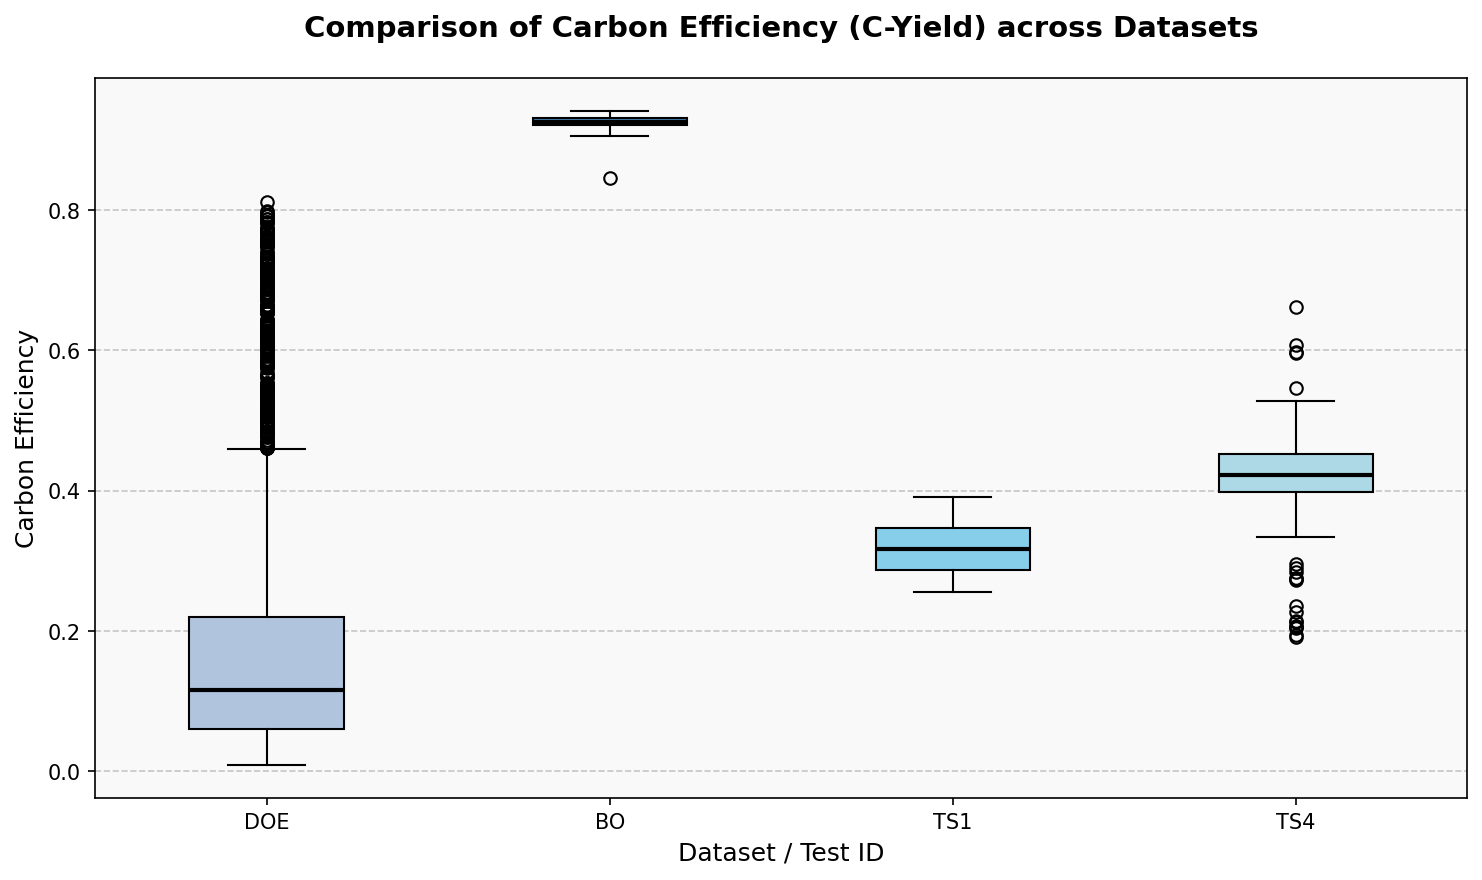 Comparison of Carbon Efficiency (C-Yield) across Datasets
Carbon Efficiency
0.8
0.6
0.4
0.2
0.0
DOE
BO
TS1
TS4
Dataset / Test ID